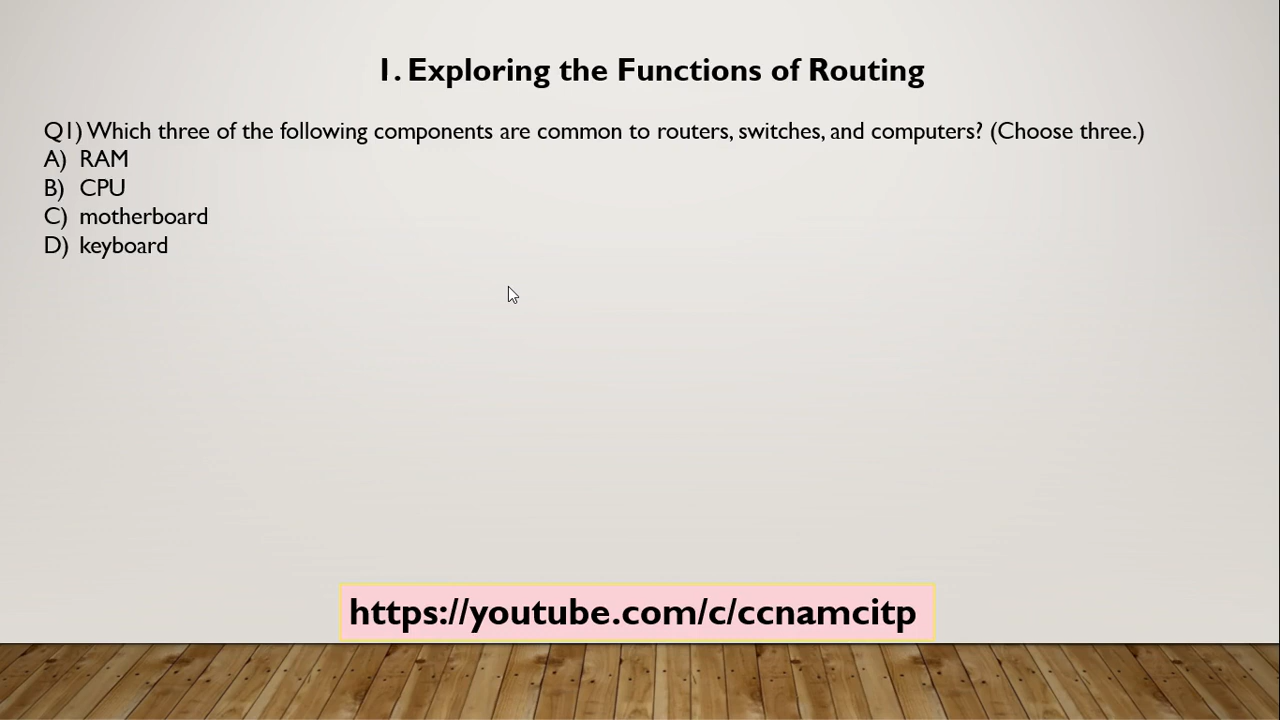 1. Exploring the Functions of Routing
Q1) Which three of the following components are common to routers, switches, and computers? (Choose three.)
A) RAM
B) CPU
C) motherboard
D) keyboard
https://youtube.com/c/ccnamcitp